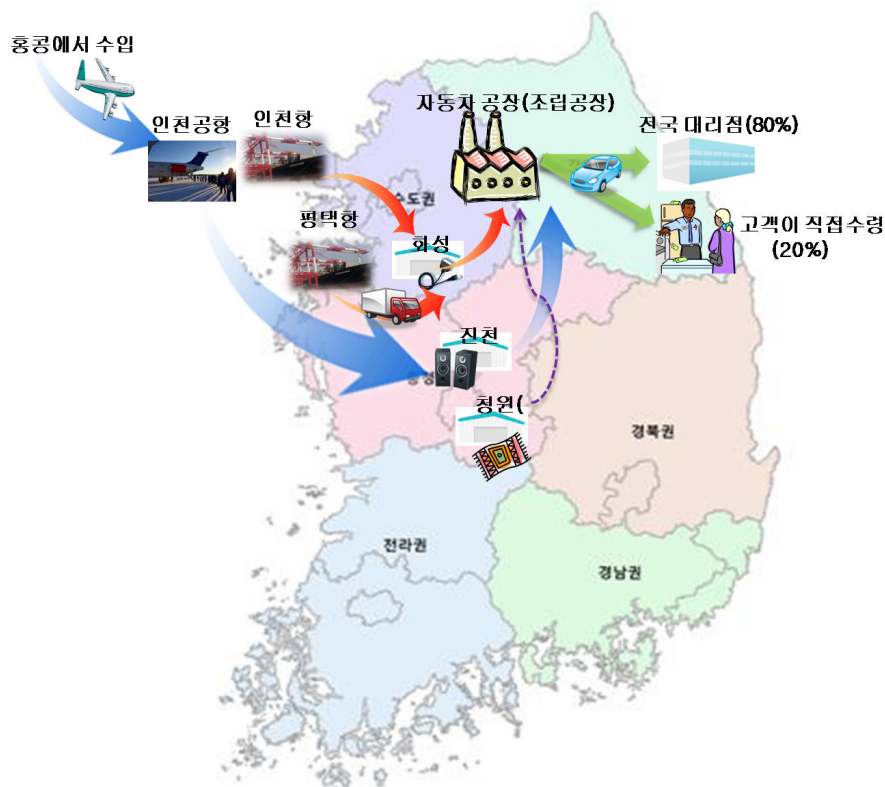 홍콩에서 수입
인천공항
인천항
자동차 공장(조립공장)
전국 대리점(80%)
수도권
평택항
화성
고객이 직접수령
(20%)
진천
청원(
경북권
전라권
경남권